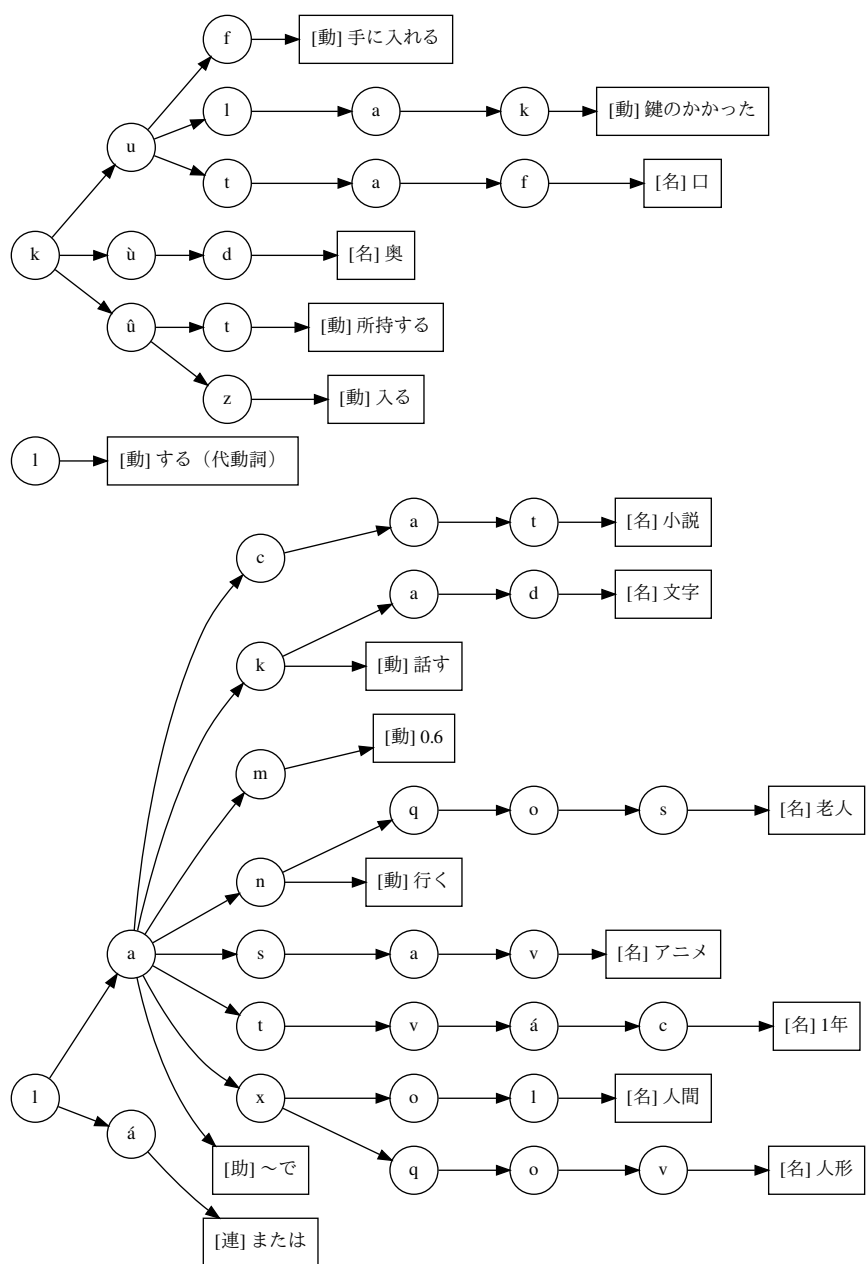 f [動] 手に入れる
l a k [動] 鍵のかかった
u
t a f [名] 口
k ù d [名] 奥
û t [動] 所持する
z [動] 入る
l [動] する（代動詞）
a t [名] 小説
c
a d [名] 文字
k [動] 話す
m [動] 0.6
q o s [名] 老人
n [動] 行く
a s a v [名] アニメ
t v á c [名] 1年
l x o l [名] 人間
á
[助] ～で q o v [名] 人形
[連] または